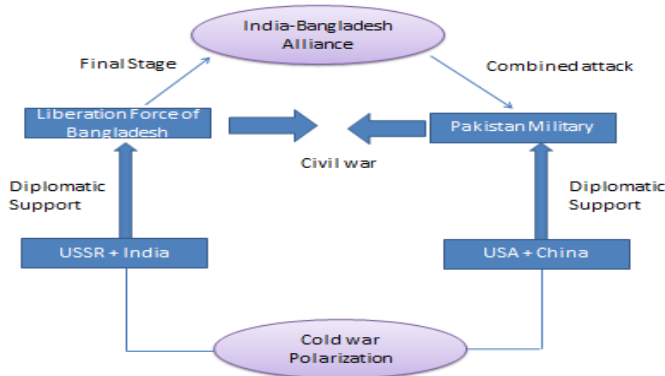 India-Bangladesh
Alliance
Final Stage
Combined attack
Liberation Force of
Bangladesh
Pakistan Military
Civil war
Diplomatic
Support
Diplomatic
Support
USSR + India
USA + China
Cold war
Polarization